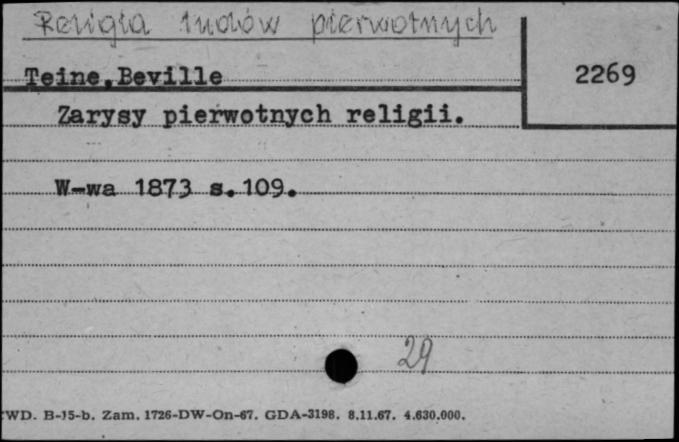 Religia ludów pierwotnych
Teine,Beville
2269
Zarysy pierwotnych religii.
W-wa 1873 s.109.
29
WD. B-15-b. Zam. 1726-DW-On-67. GDA-3198. 8.11.67. 4.630.000.